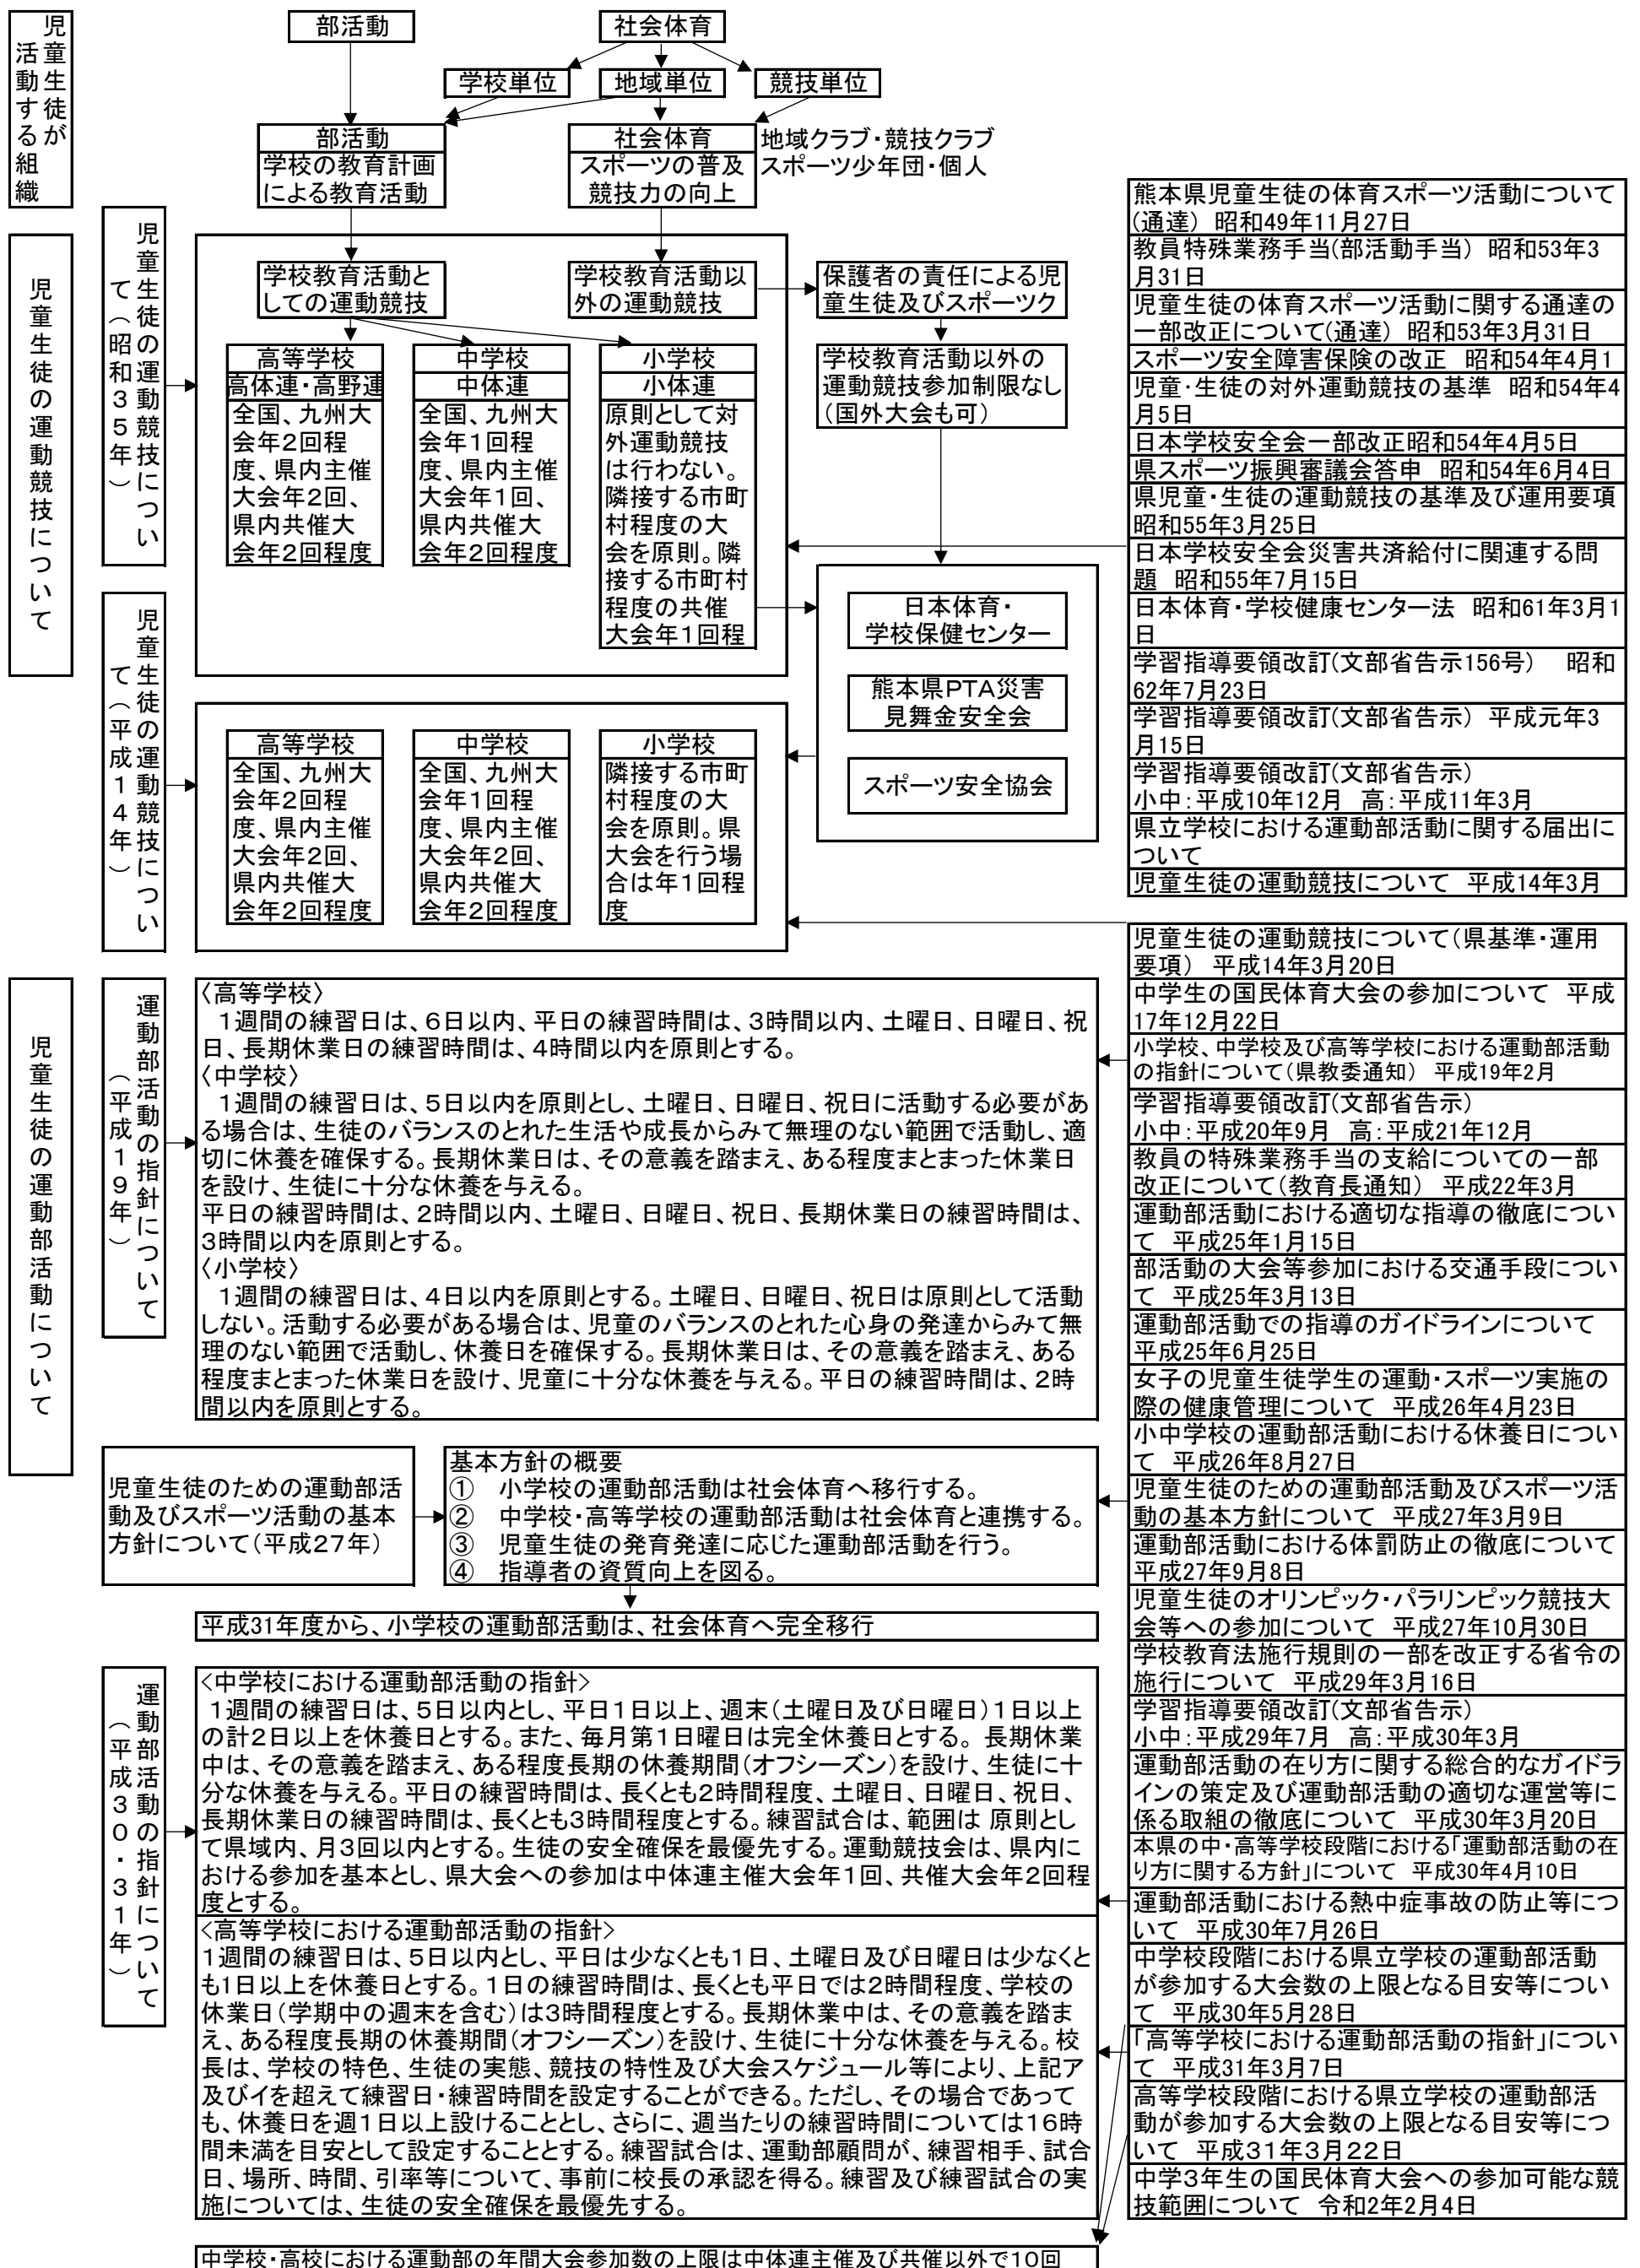 児童生徒が
活動する組織
部活動
社会体育
学校単位
地域単位
競技単位
部活動
学校の教育計画
による教育活動
社会体育
スポーツの普及
競技力の向上
地域クラブ・競技クラブ
スポーツ少年団・個人
児童生徒の運動競技について
児童生徒の運動競技につい
て（昭和３５年）
学校教育活動と
しての運動競技
学校教育活動以
外の運動競技
保護者の責任による児
童生徒及びスポーツク
高等学校
高体連・高野連
全国、九州大
会年２回程
度、県内主催
大会年２回、
県内共催大
会年２回程度
中学校
中体連
全国、九州大
会年１回程
度、県内主催
大会年１回、
県内共催大
会年２回程度
小学校
小体連
原則として対
外運動競技
は行わない。
隣接する市町
村程度の大
会を原則。隣
接する市町村
程度の共催
大会年１回程
学校教育活動以外の
運動競技参加制限なし
（国外大会も可）
日本体育・
学校保健センター
熊本県PTA災害
見舞金安全会
スポーツ安全協会
児童生徒の運動競技につい
て（平成１４年）
高等学校
全国、九州大
会年２回程
度、県内主催
大会年２回、
県内共催大
会年２回程度
中学校
全国、九州大
会年１回程
度、県内主催
大会年２回、
県内共催大
会年２回程度
小学校
隣接する市町
村程度の大
会を原則。県
大会を行う場
合は年１回程
度
児童生徒の運動部活動について
運動部活動の指針について
（平成１９年）
〈高等学校〉
１週間の練習日は、６日以内、平日の練習時間は、３時間以内、土曜日、日曜日、祝
日、長期休業日の練習時間は、４時間以内を原則とする。
〈中学校〉
１週間の練習日は、５日以内を原則とし、土曜日、日曜日、祝日に活動する必要があ
る場合は、生徒のバランスのとれた生活や成長からみて無理のない範囲で活動し、適
切に休養を確保する。長期休業日は、その意義を踏まえ、ある程度まとまった休業日
を設け、生徒に十分な休養を与える。
平日の練習時間は、２時間以内、土曜日、日曜日、祝日、長期休業日の練習時間は、
３時間以内を原則とする。
〈小学校〉
１週間の練習日は、４日以内を原則とする。土曜日、日曜日、祝日は原則として活動
しない。活動する必要がある場合は、児童のバランスのとれた心身の発達からみて無
理のない範囲で活動し、休養日を確保する。長期休業日は、その意義を踏まえ、ある
程度まとまった休業日を設け、児童に十分な休養を与える。平日の練習時間は、２時
間以内を原則とする。
児童生徒のための運動部活
動及びスポーツ活動の基本
方針について（平成２７年）
基本方針の概要
① 小学校の運動部活動は社会体育へ移行する。
② 中学校・高等学校の運動部活動は社会体育と連携する。
③ 児童生徒の発育発達に応じた運動部活動を行う。
④ 指導者の資質向上を図る。
平成31年度から、小学校の運動部活動は、社会体育へ完全移行
運動部活動の指針について
（平成３０・３１年）
<中学校における運動部活動の指針>
１週間の練習日は、５日以内とし、平日１日以上、週末（土曜日及び日曜日）１日以上
の計２日以上を休養日とする。また、毎月第１日曜日は完全休養日とする。 長期休業
中は、その意義を踏まえ、ある程度長期の休養期間（オフシーズン）を設け、生徒に十
分な休養を与える。平日の練習時間は、長くとも２時間程度、土曜日、日曜日、祝日、
長期休業日の練習時間は、長くとも３時間程度とする。練習試合は、範囲は 原則とし
て県域内、月３回以内とする。生徒の安全確保を最優先する。運動競技会は、県内に
おける参加を基本とし、県大会への参加は中体連主催大会年１回、共催大会年２回程
度とする。
<高等学校における運動部活動の指針>
１週間の練習日は、５日以内とし、平日は少なくとも１日、土曜日及び日曜日は少なくと
も1日以上を休養日とする。１日の練習時間は、長くとも平日では２時間程度、学校の
休業日（学期中の週末を含む）は３時間程度とする。長期休業中は、その意義を踏ま
え、ある程度長期の休養期間（オフシーズン）を設け、生徒に十分な休養を与える。校
長は、学校の特色、生徒の実態、競技の特性及び大会スケジュール等により、上記ア
及びイを超えて練習日・練習時間を設定することができる。ただし、その場合であって
も、休養日を週１日以上設けることとし、さらに、週当たりの練習時間については１６時
間未満を目安として設定することとする。練習試合は、運動部顧問が、練習相手、試合
日、場所、時間、引率等について、事前に校長の承認を得る。練習及び練習試合の実
施については、生徒の安全確保を最優先する。
中学校・高校における運動部の年間大会参加数の上限は中体連主催及び共催以外で１０回
熊本県児童生徒の体育スポーツ活動について
(通達） 昭和49年11月27日
教員特殊業務手当(部活動手当） 昭和53年3
月31日
児童生徒の体育スポーツ活動に関する通達の
一部改正について(通達） 昭和53年3月31日
スポーツ安全障害保険の改正 昭和54年4月1
児童・生徒の対外運動競技の基準 昭和54年4
月5日
日本学校安全会一部改正昭和54年4月5日
県スポーツ振興審議会答申 昭和54年6月4日
県児童・生徒の運動競技の基準及び運用要項
昭和55年3月25日
日本学校安全会災害共済給付に関連する問
題 昭和55年7月15日
日本体育・学校健康センター法 昭和61年3月1
日
学習指導要領改訂(文部省告示156号） 昭和
62年7月23日
学習指導要領改訂(文部省告示） 平成元年3
月15日
学習指導要領改訂(文部省告示）
小中：平成10年12月 高：平成11年3月
県立学校における運動部活動に関する届出に
ついて
児童生徒の運動競技について 平成14年3月
児童生徒の運動競技について（県基準・運用
要項） 平成14年3月20日
中学生の国民体育大会の参加について 平成
17年12月22日
小学校、中学校及び高等学校における運動部活動
の指針について（県教委通知） 平成19年2月
学習指導要領改訂(文部省告示）
小中：平成20年9月 高：平成21年12月
教員の特殊業務手当の支給についての一部
改正について（教育長通知） 平成22年3月
運動部活動における適切な指導の徹底につい
て 平成25年1月15日
部活動の大会等参加における交通手段につい
て 平成25年3月13日
運動部活動での指導のガイドラインについて
平成25年6月25日
女子の児童生徒学生の運動・スポーツ実施の
際の健康管理について 平成26年4月23日
小中学校の運動部活動における休養日につい
て 平成26年8月27日
児童生徒のための運動部活動及びスポーツ活
動の基本方針について 平成27年3月9日
運動部活動における体罰防止の徹底について
平成27年9月8日
児童生徒のオリンピック・パラリンピック競技大
会等への参加について 平成27年10月30日
学校教育法施行規則の一部を改正する省令の
施行について 平成29年3月16日
学習指導要領改訂(文部省告示）
小中：平成29年7月 高：平成30年3月
運動部活動の在り方に関する総合的なガイドラ
インの策定及び運動部活動の適切な運営等に
係る取組の徹底について 平成30年3月20日
本県の中・高等学校段階における「運動部活動の在
り方に関する方針」について 平成30年4月10日
運動部活動における熱中症事故の防止等につ
いて 平成30年7月26日
中学校段階における県立学校の運動部活動
が参加する大会数の上限となる目安等につい
て 平成30年5月28日
「高等学校における運動部活動の指針」につい
て 平成31年3月7日
高等学校段階における県立学校の運動部活
動が参加する大会数の上限となる目安等につ
いて 平成３１年３月２２日
中学３年生の国民体育大会への参加可能な競
技範囲について 令和2年2月4日